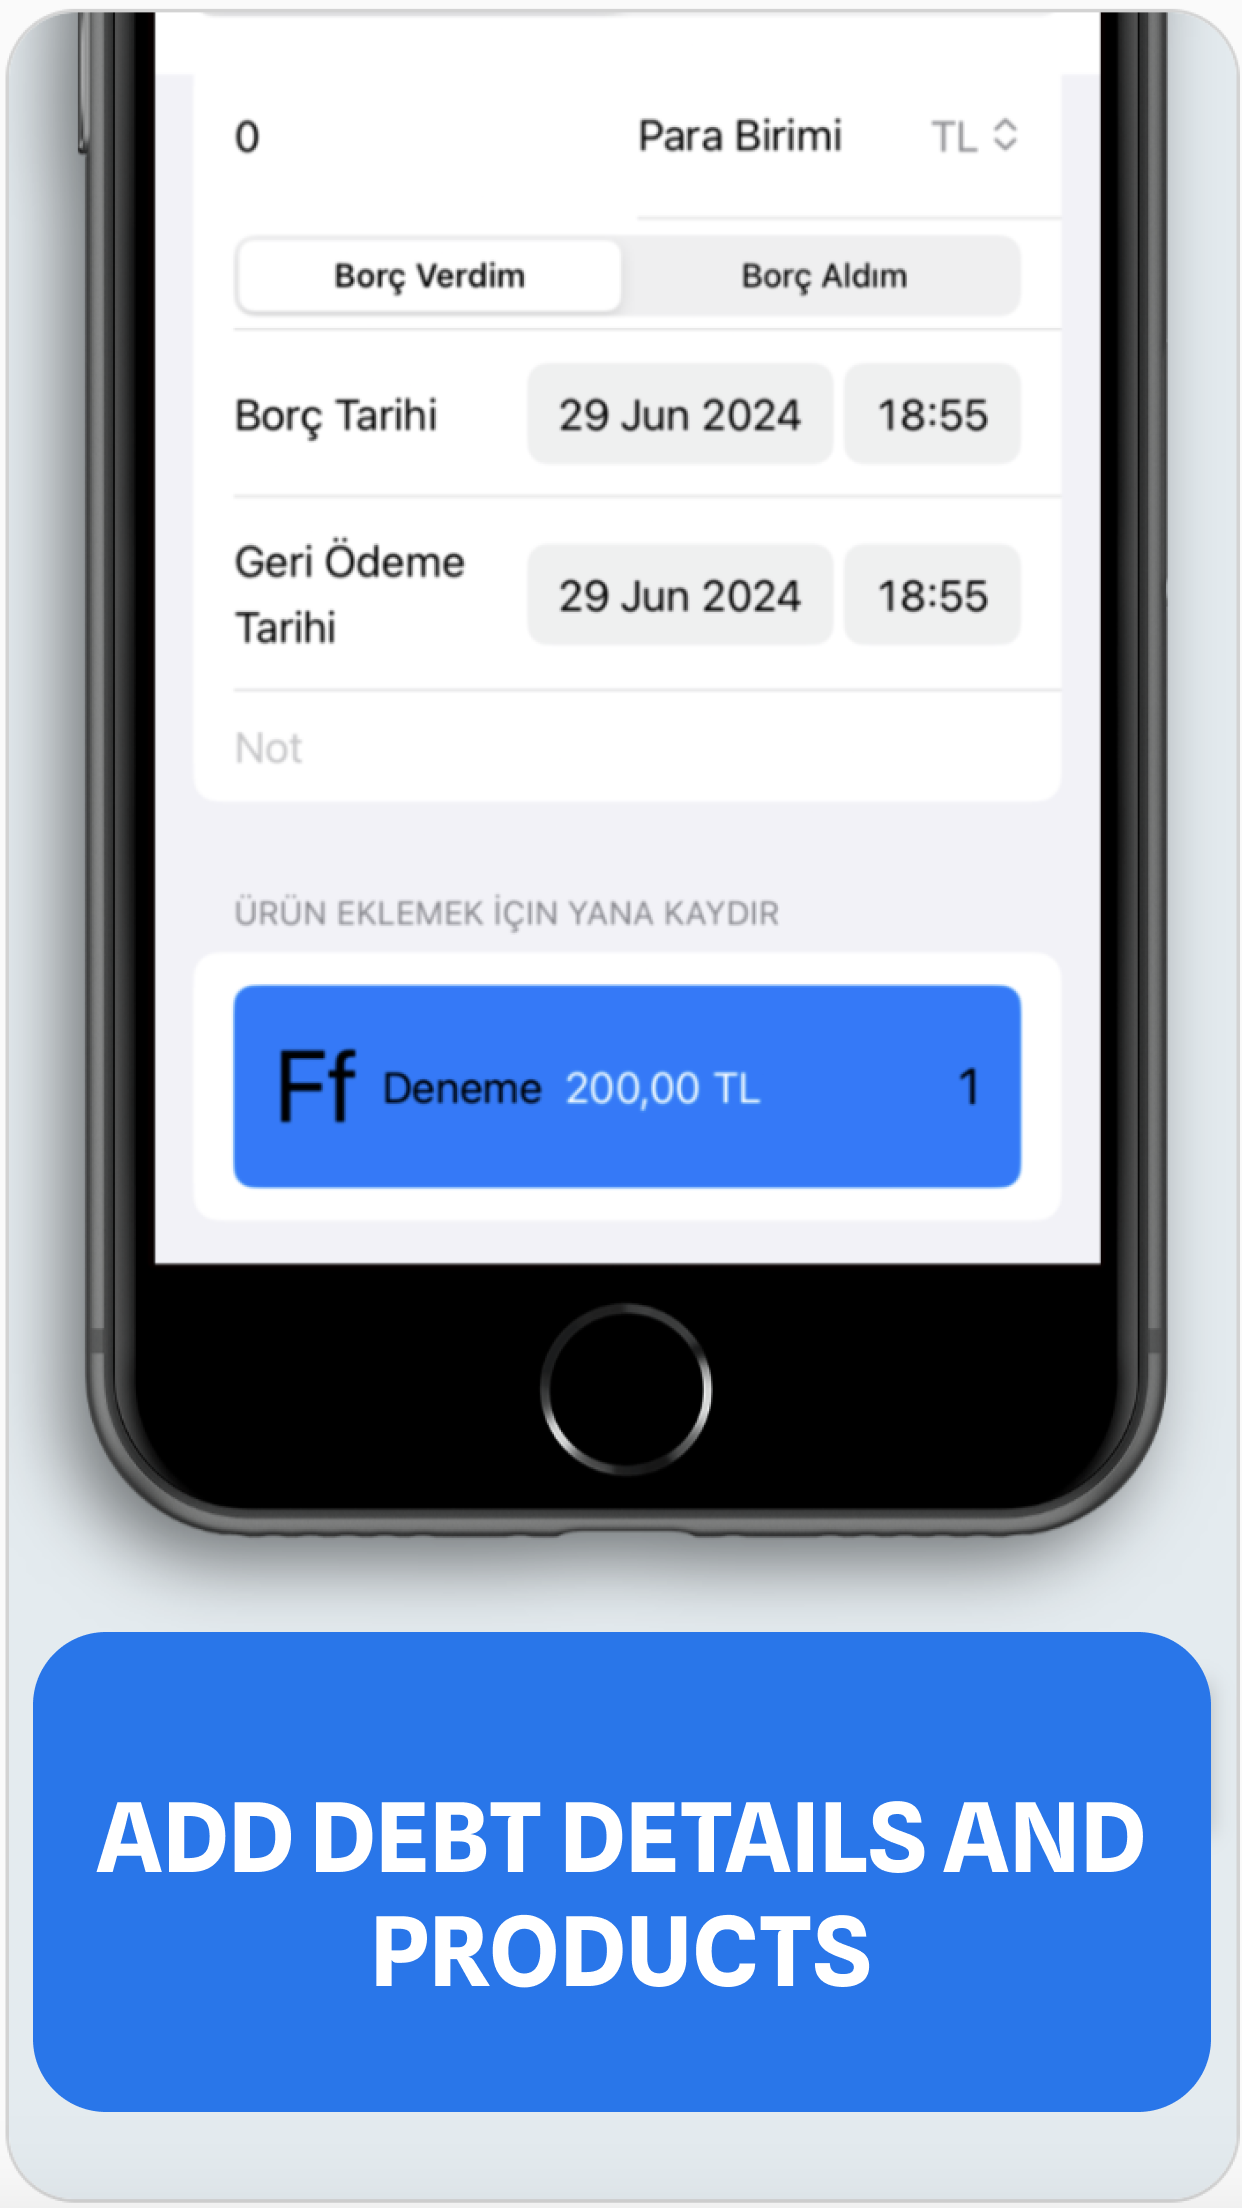 0 Para Birimi TL
Borç Verdim Borç Aldım
Borç Tarihi 29 Jun 2024 18:55
Geri Ödeme
Tarihi 29 Jun 2024 18:55
Not
ÜRÜN EKLEMEK İÇIN YANA KAYDIR
Ff Deneme 200,00 TL 1
ADD DEBT DETAILS AND
PRODUCTS